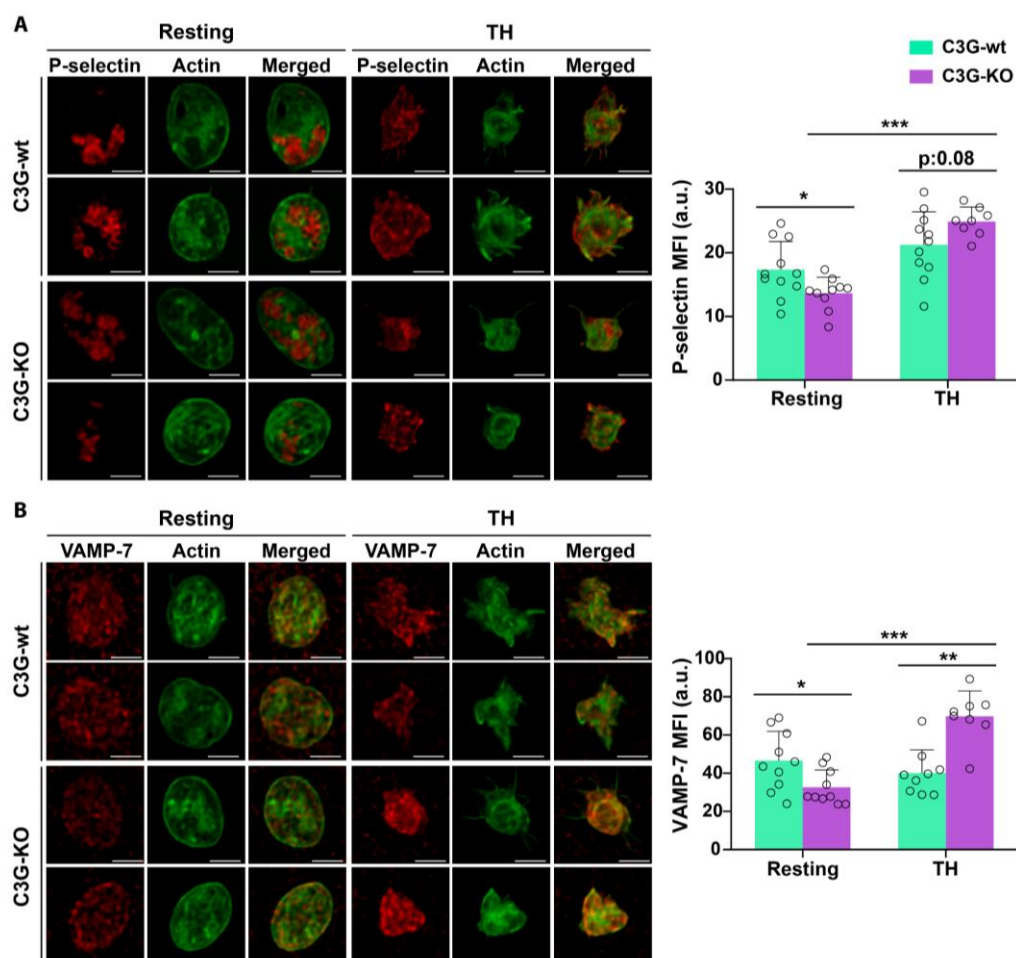 A
Resting TH
P-selectin Actin Merged P-selectin Actin Merged
C3G-wt
C3G-KO
C3G-wt
C3G-KO
P-selectin MFI (a.u.)
30
20
10
0
*
***
p:0.08
Resting TH
B
Resting TH
VAMP-7 Actin Merged VAMP-7 Actin Merged
C3G-wt
C3G-KO
VAMP-7 MFI (a.u.)
100
80
60
40
20
0
*
***
**
Resting TH